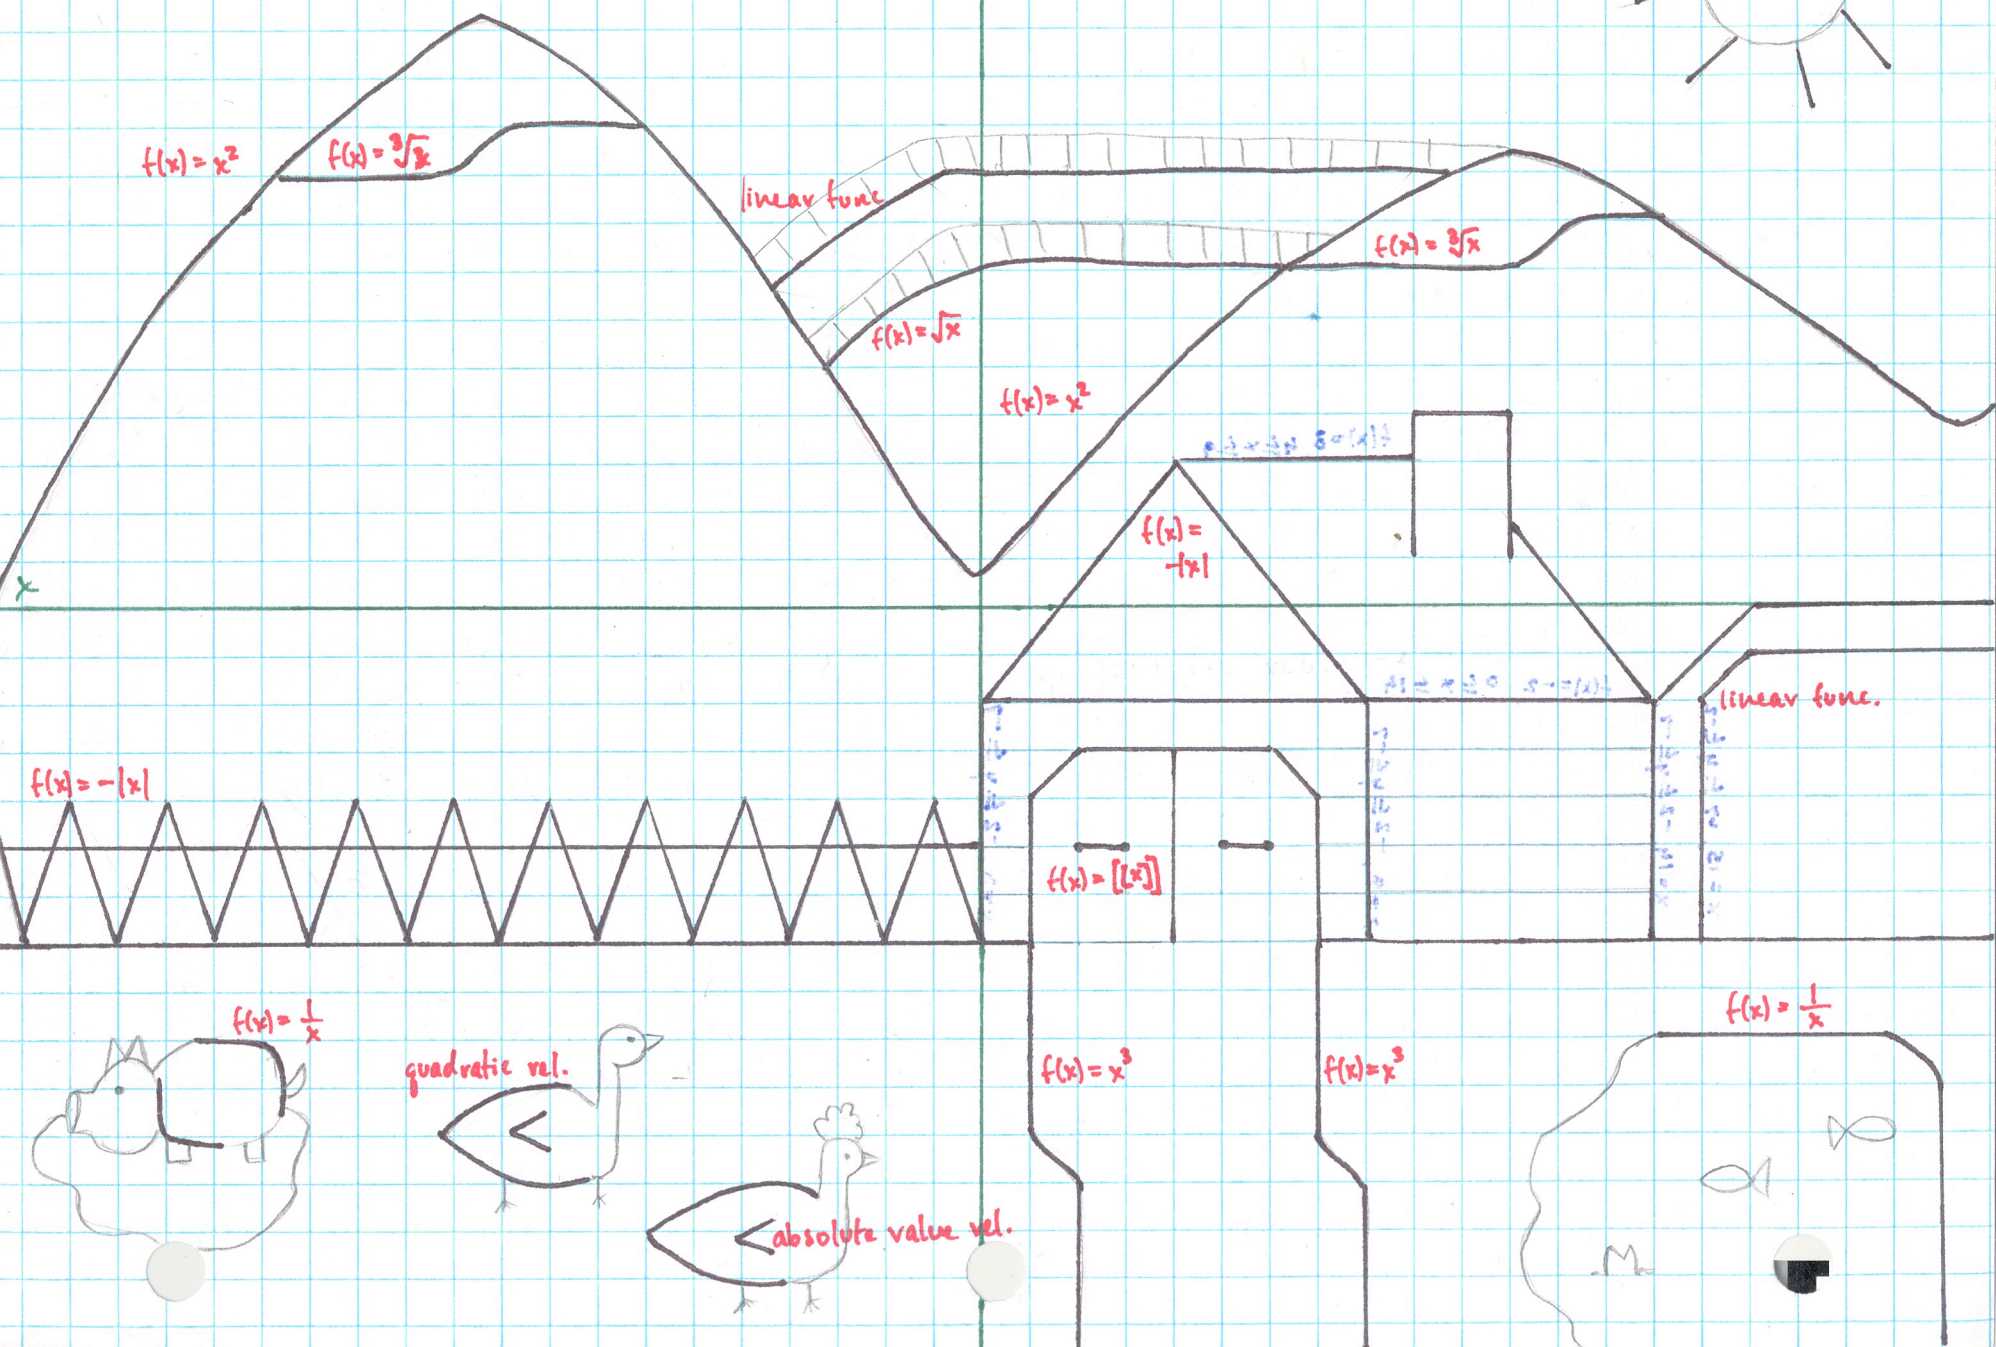 f(x) = x²
f(x) = ∛x
linear func
f(x) = ∛x
f(x) = √x
f(x) = x²
f(x) =
-|x|
x
linear func.
f(x) = -|x|
f(x) = [[x]]
f(x) = 1/x
f(x) = 1/x
quadratic rel.
f(x) = x³
f(x) = x³
absolute value rel.